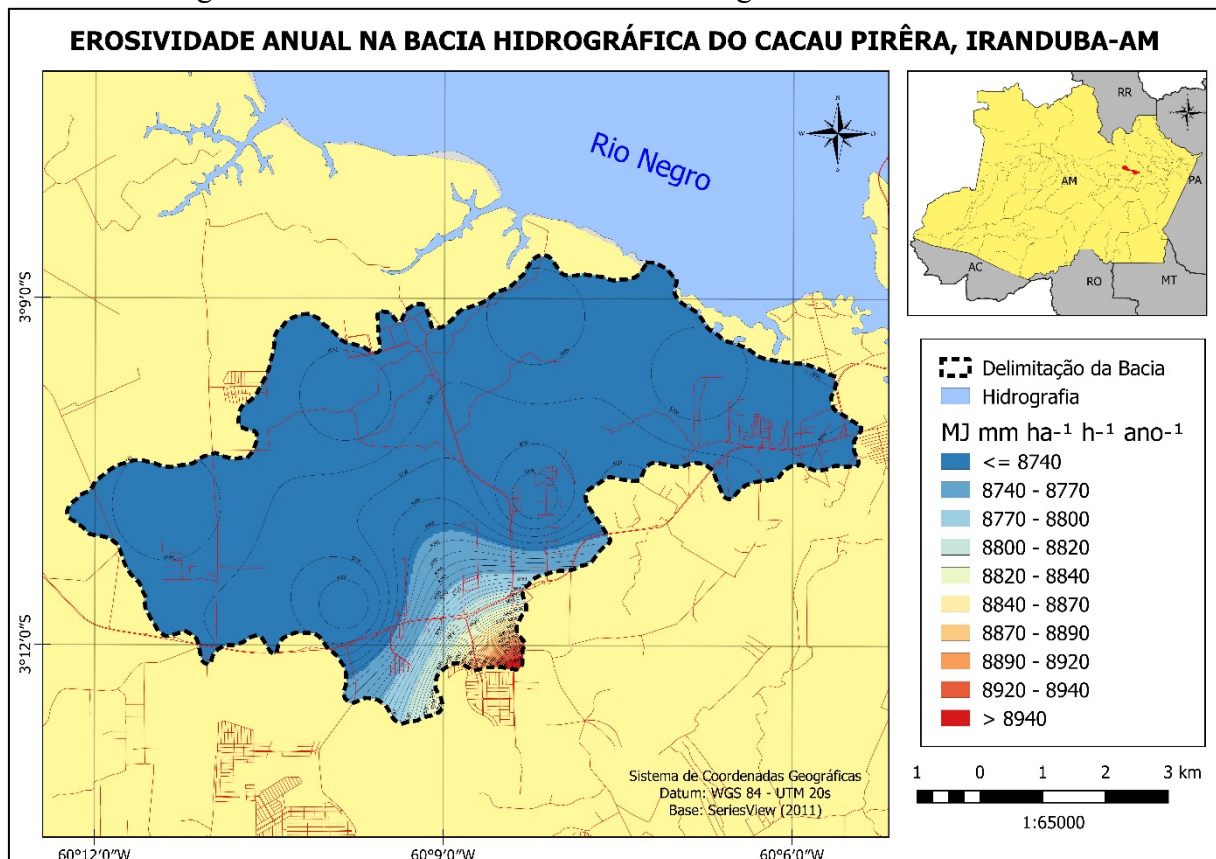 EROSIVIDADE ANUAL NA BACIA HIDROGRÁFICA DO CACAU PIRÊRA, IRANDUBA-AM
Rio Negro
N
W
O
S
3°9'0"S
3°12'0"S
60°12'0"W
60°9'0"W
60°6'0"W
Sistema de Coordenadas Geográficas
Datum: WGS 84 - UTM 20s
Base: SeriesView (2011)
RR
AM
PA
AC
RO
MT
Delimitação da Bacia
Hidrografia
MJ mm ha-¹ h-¹ ano-¹
<= 8740
8740 - 8770
8770 - 8800
8800 - 8820
8820 - 8840
8840 - 8870
8870 - 8890
8890 - 8920
8920 - 8940
> 8940
1 0 1 2 3 km
1:65000